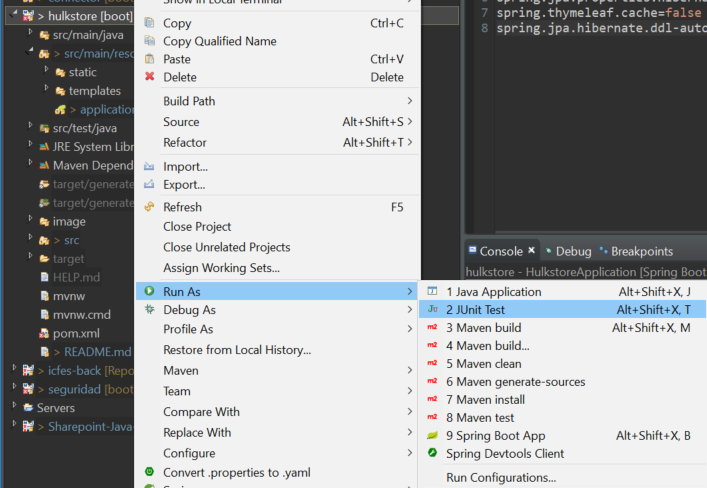 > connector [boot]
> hulkstore [boot]
src/main/java
> src/main/reso
static
templates
> application
src/test/java
JRE System Libr
Maven Depend
target/generate
target/generate
image
> src
target
HELP.md
mvnw
mvnw.cmd
pom.xml
> README.md
> icfes-back [Repo
> seguridad [boot
Servers
> Sharepoint-Java-
Show in Local Terminal >
Copy Ctrl+C
Copy Qualified Name
Paste Ctrl+V
Delete Delete
Build Path >
Source Alt+Shift+S >
Refactor Alt+Shift+T >
Import...
Export...
Refresh F5
Close Project
Close Unrelated Projects
Assign Working Sets...
Run As >
Debug As >
Profile As >
Restore from Local History...
Maven >
Team >
Compare With >
Replace With >
Configure >
Convert .properties to .yaml
Spring >
spring.jpa.properties.hibern
7 spring.thymeleaf.cache=false
8 spring.jpa.hibernate.ddl-auto
Console Debug Breakpoints
hulkstore - HulkstoreApplication [Spring Boot
1 Java Application Alt+Shift+X, J
2 JUnit Test Alt+Shift+X, T
3 Maven build Alt+Shift+X, M
4 Maven build...
5 Maven clean
6 Maven generate-sources
7 Maven install
8 Maven test
9 Spring Boot App Alt+Shift+X, B
Spring Devtools Client
Run Configurations...